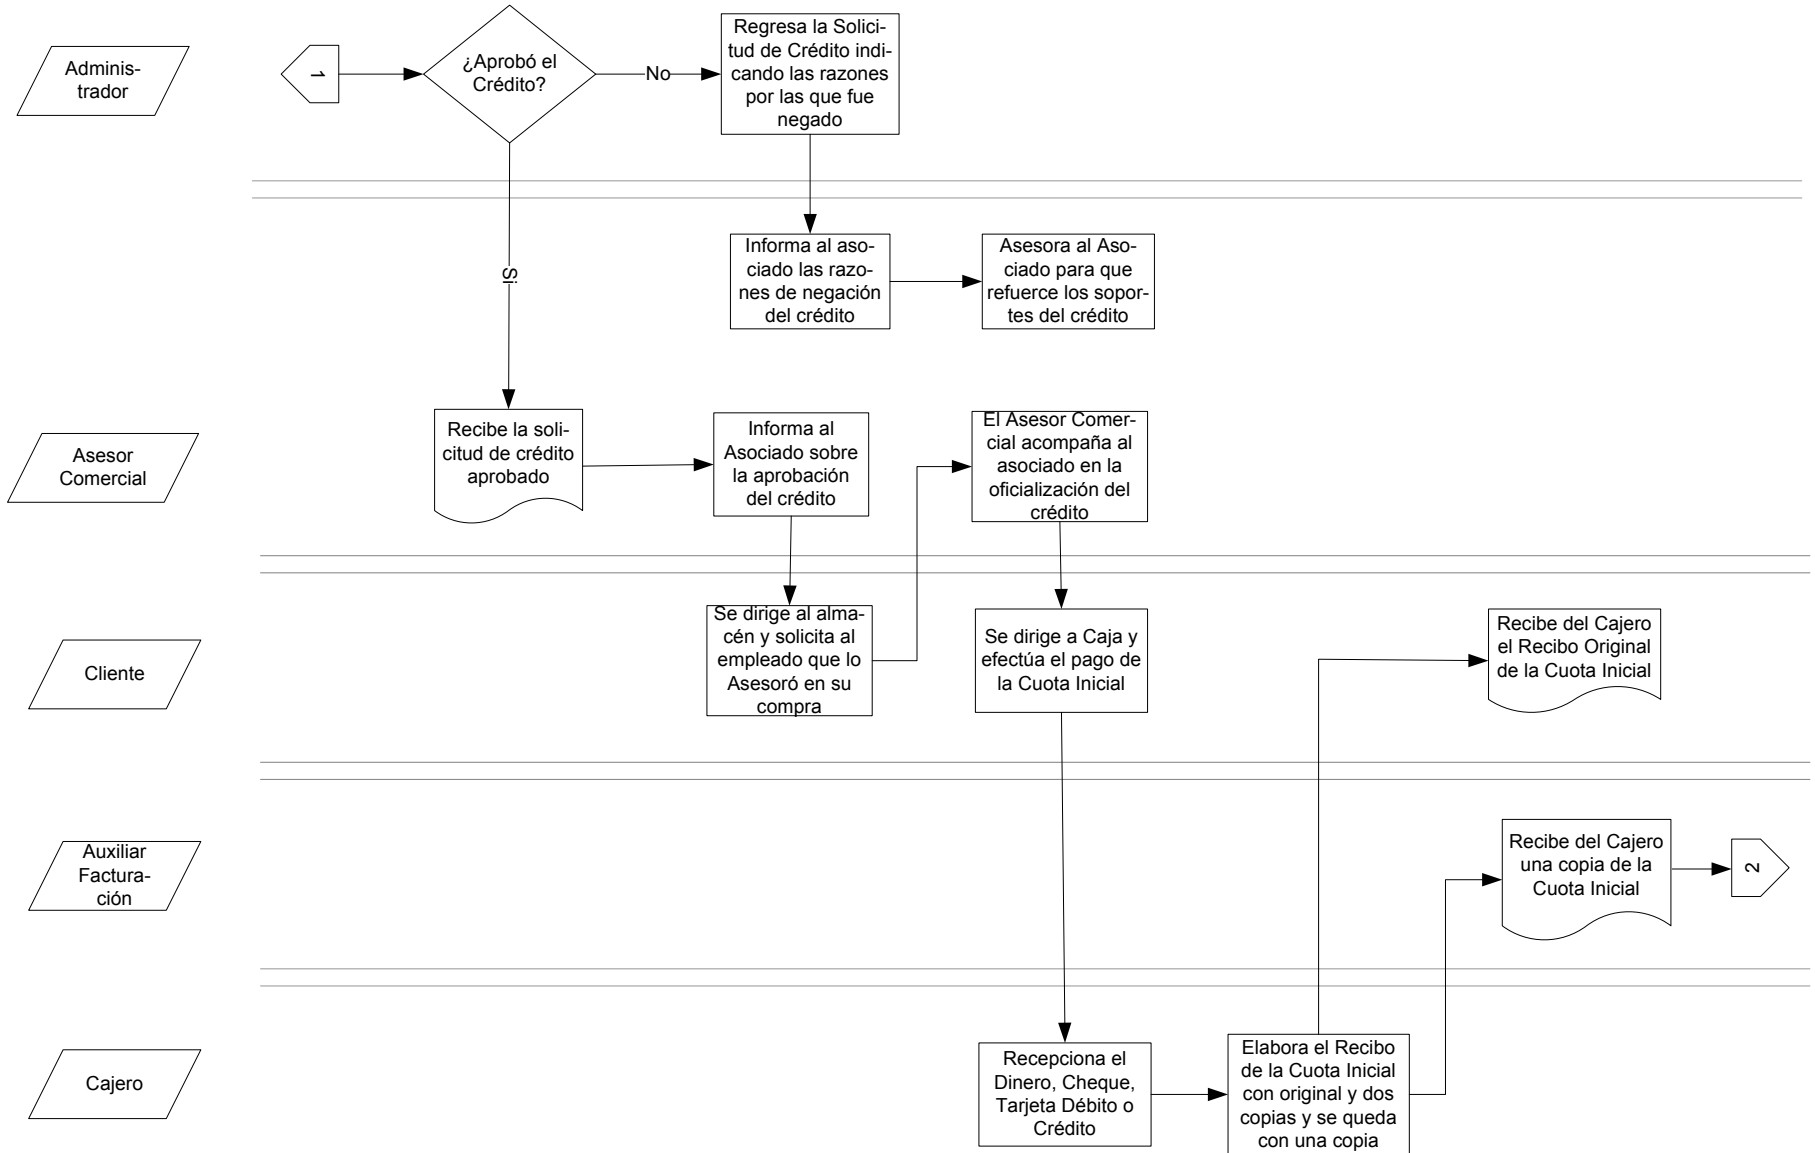 Adminis-
trador
1
¿Aprobó el
Crédito?
No
Regresa la Solici-
tud de Crédito indi-
cando las razones
por las que fue
negado
Si
Informa al aso-
ciado las razo-
nes de negación
del crédito
Asesora al Aso-
ciado para que
refuerce los sopor-
tes del crédito
Asesor
Comercial
Recibe la soli-
citud de crédito
aprobado
Informa al
Asociado sobre
la aprobación
del crédito
El Asesor Comer-
cial acompaña al
asociado en la
oficialización del
crédito
Cliente
Se dirige al alma-
cén y solicita al
empleado que lo
Asesoró en su
compra
Se dirige a Caja y
efectúa el pago de
la Cuota Inicial
Recibe del Cajero
el Recibo Original
de la Cuota Inicial
Auxiliar
Factura-
ción
Recibe del Cajero
una copia de la
Cuota Inicial
2
Cajero
Recepciona el
Dinero, Cheque,
Tarjeta Débito o
Crédito
Elabora el Recibo
de la Cuota Inicial
con original y dos
copias y se queda
con una copia